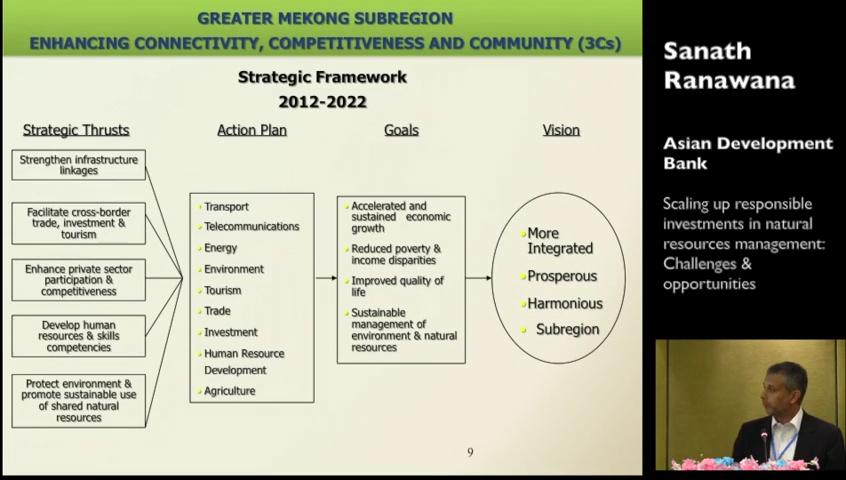 GREATER MEKONG SUBREGION
ENHANCING CONNECTIVITY, COMPETITIVENESS AND COMMUNITY (3Cs)
Strategic Framework
2012-2022
Strategic Thrusts
Strengthen infrastructure
linkages
Facilitate cross-border
trade, investment &
tourism
Enhance private sector
participation &
competitiveness
Develop human
resources & skills
competencies
Protect environment &
promote sustainable use
of shared natural
resources
Action Plan
Transport
Telecommunications
Energy
Environment
Tourism
Trade
Investment
Human Resource
Development
Agriculture
Goals
Accelerated and
sustained economic
growth
Reduced poverty &
income disparities
Improved quality of
life
Sustainable
management of
environment & natural
resources
Vision
More
Integrated
Prosperous
Harmonious
Subregion
9
Sanath
Ranawana
Asian Development
Bank
Scaling up responsible
investments in natural
resources management:
Challenges &
opportunities